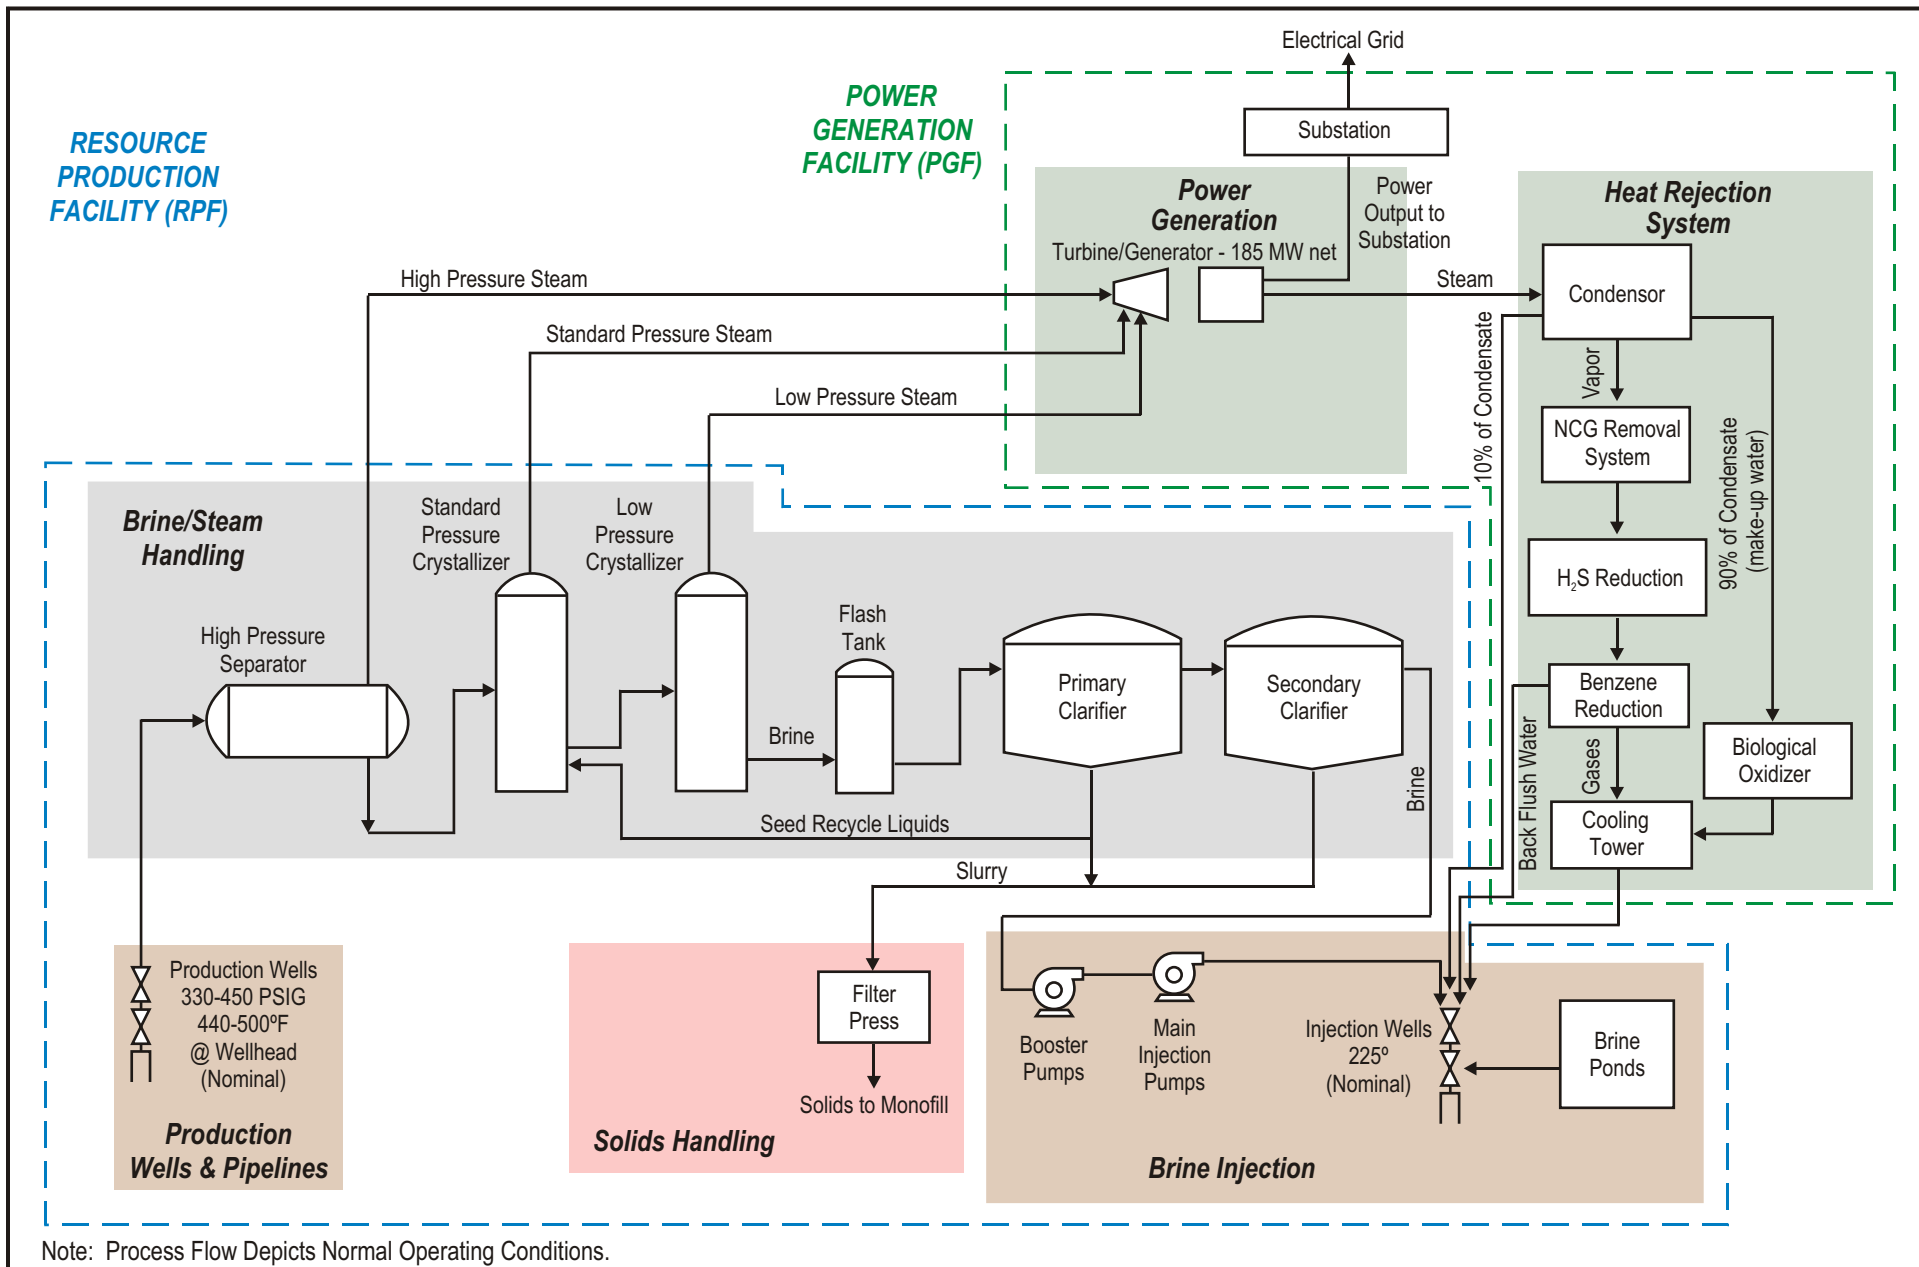 Electrical Grid
RESOURCE
PRODUCTION
FACILITY (RPF)
POWER
GENERATION
FACILITY (PGF)
Substation
Power
Generation
Power
Output to
Substation
Turbine/Generator - 185 MW net
Heat Rejection
System
High Pressure Steam
Steam
Condensor
Standard Pressure Steam
Low Pressure Steam
10% of Condensate
Vapor
NCG Removal
System
90% of Condensate
(make-up water)
H₂S Reduction
Benzene
Reduction
Back Flush Water
Gases
Biological
Oxidizer
Cooling
Tower
Brine/Steam
Handling
Standard
Pressure
Crystallizer
Low
Pressure
Crystallizer
Flash
Tank
High Pressure
Separator
Primary
Clarifier
Secondary
Clarifier
Brine
Brine
Seed Recycle Liquids
Slurry
Production Wells
330-450 PSIG
440-500ºF
@ Wellhead
(Nominal)
Production
Wells & Pipelines
Filter
Press
Solids to Monofill
Solids Handling
Booster
Pumps
Main
Injection
Pumps
Injection Wells
225º
(Nominal)
Brine
Ponds
Brine Injection
Note:  Process Flow Depicts Normal Operating Conditions.